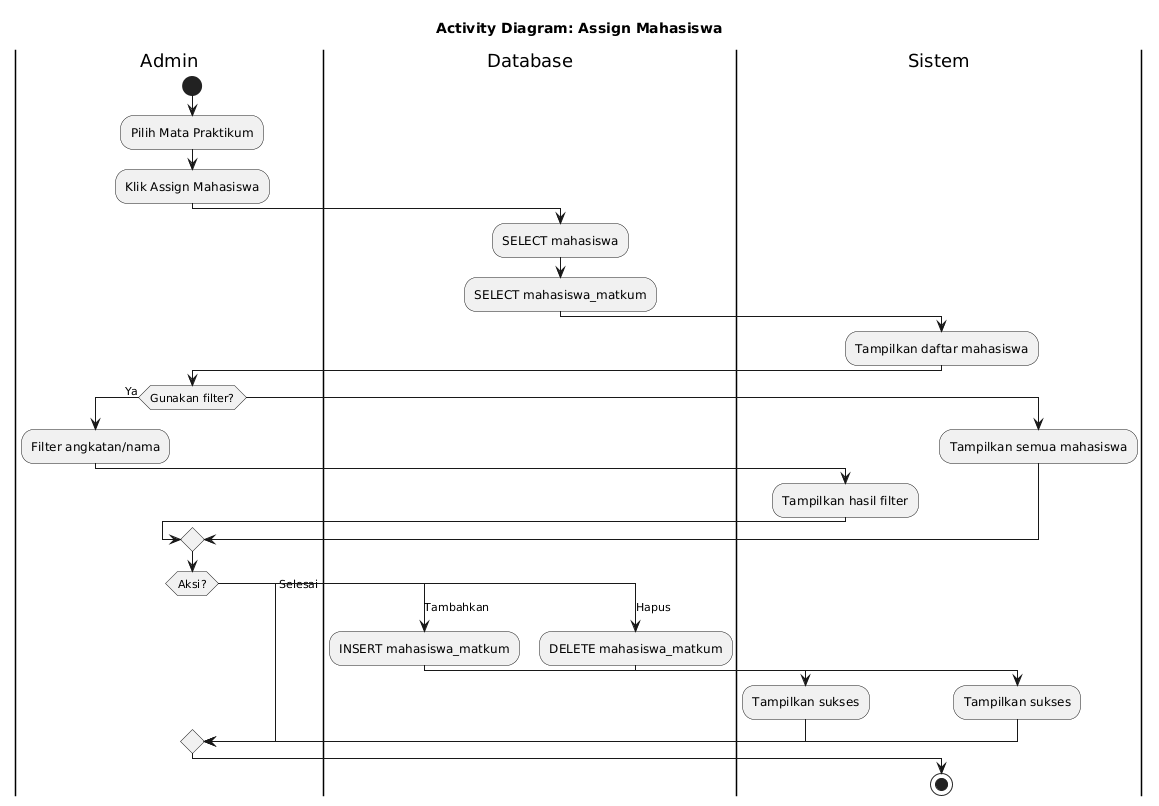 Activity Diagram: Assign Mahasiswa
Admin
Database
Sistem
Pilih Mata Praktikum
Klik Assign Mahasiswa
SELECT mahasiswa
SELECT mahasiswa_matkum
Tampilkan daftar mahasiswa
Ya
Gunakan filter?
Filter angkatan/nama
Tampilkan semua mahasiswa
Tampilkan hasil filter
Aksi?
Selesai
Tambahkan
Hapus
INSERT mahasiswa_matkum
DELETE mahasiswa_matkum
Tampilkan sukses
Tampilkan sukses